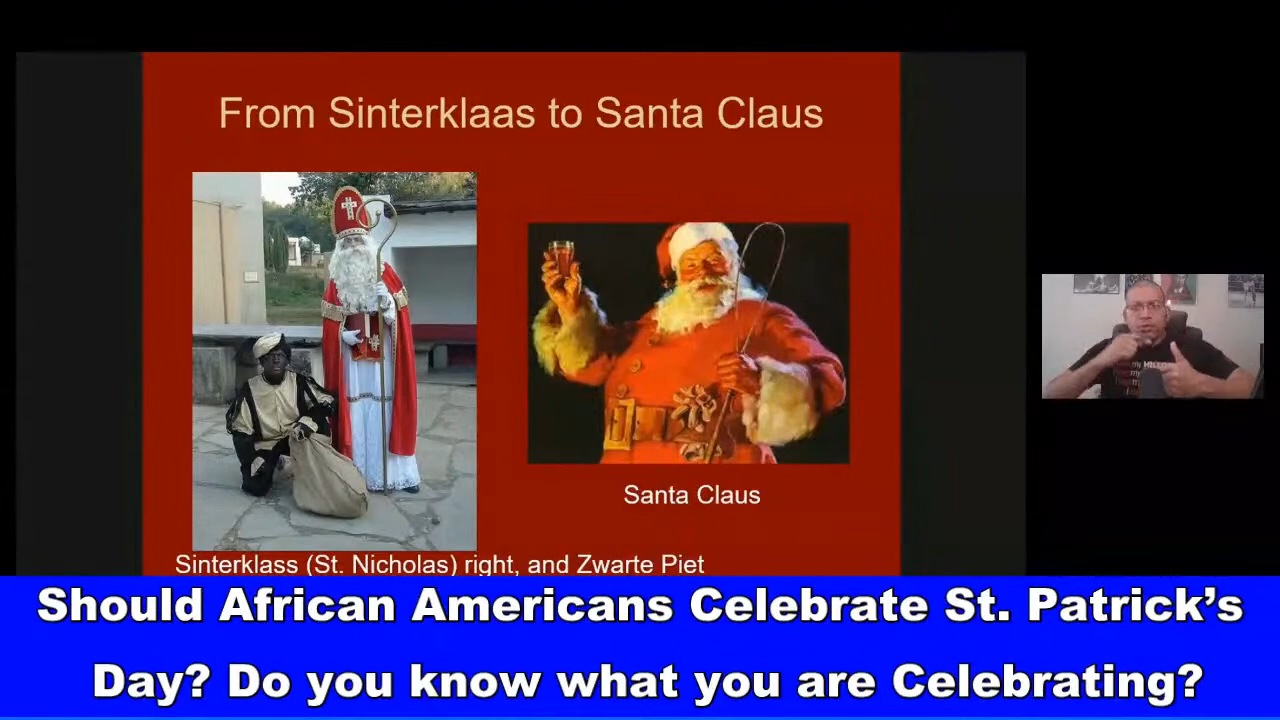 From Sinterklaas to Santa Claus
Santa Claus
Sinterklass (St. Nicholas) right, and Zwarte Piet
Should African Americans Celebrate St. Patrick’s
Day? Do you know what you are Celebrating?